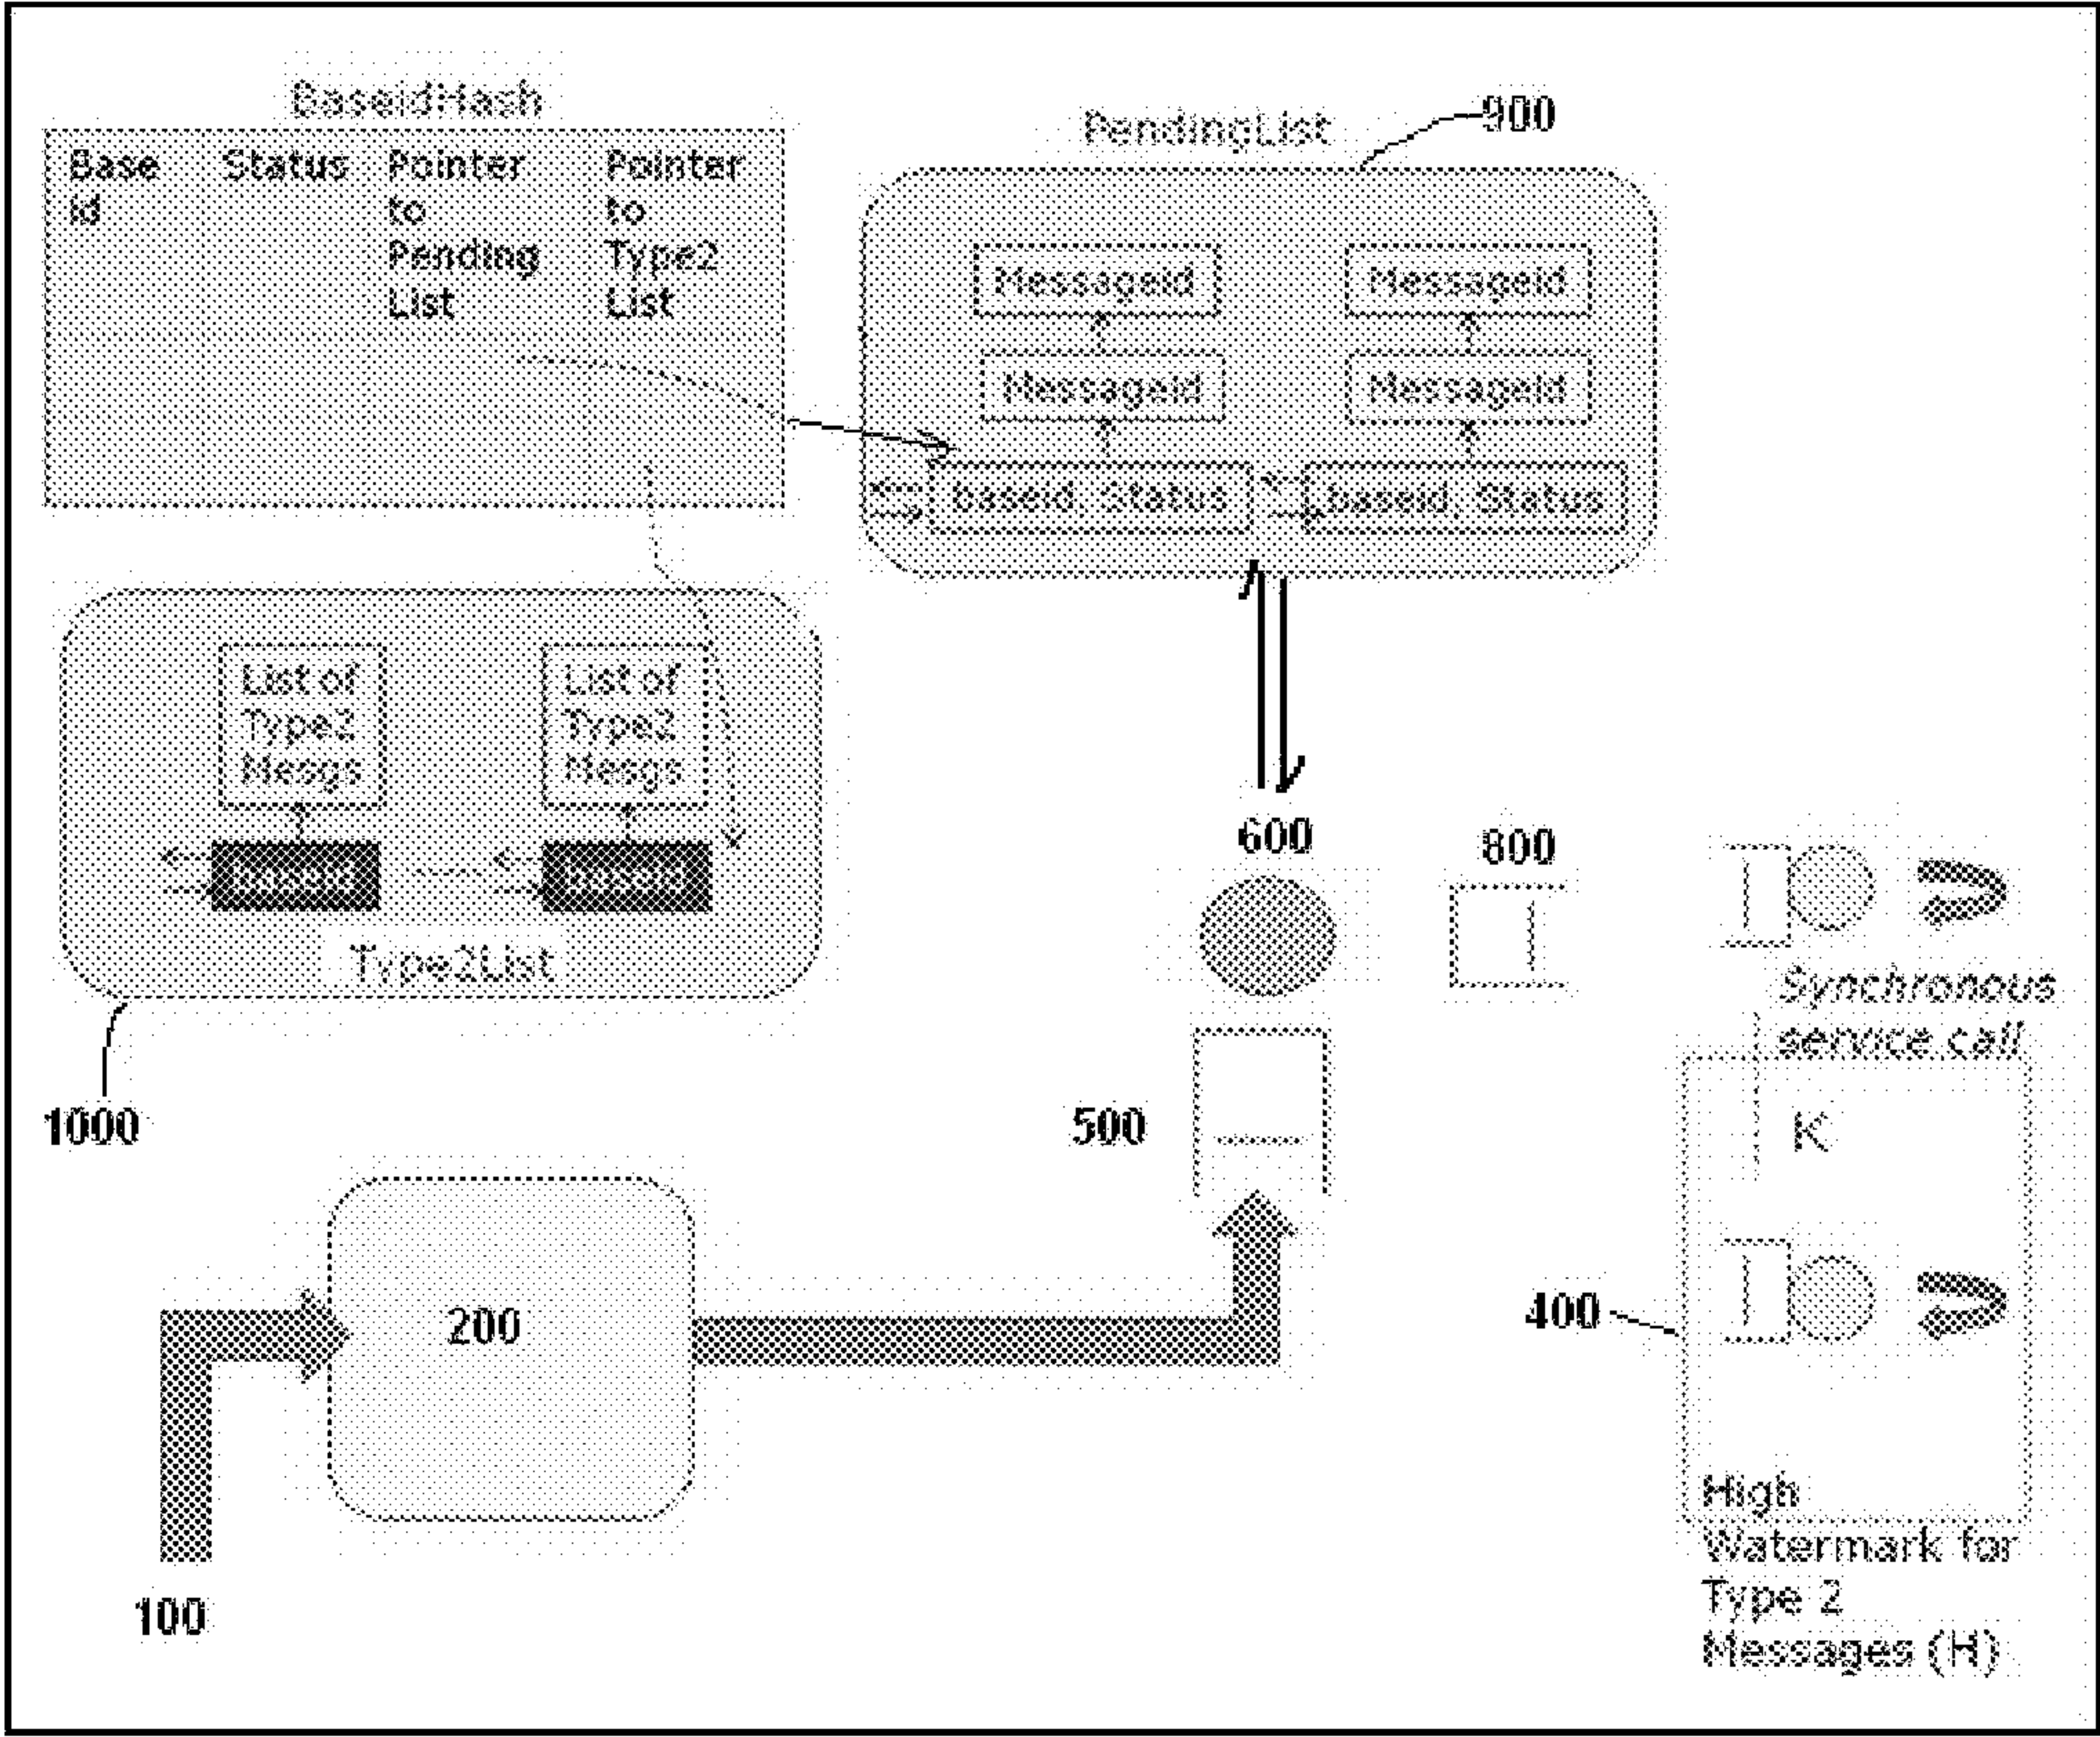 BaseidHash
Base
id
Status
Pointer
to
Pending
List
Pointer
to
Type2
List
PendingList
900
Messageid
Messageid
Messageid
Messageid
baseid, Status
baseid, Status
List of
Type2
Mesgs
List of
Type2
Mesgs
baseid
baseid
Type2List
1000
600
800
Synchronous
service call
500
K
200
400
100
High
Watermark for
Type 2
Messages (H)